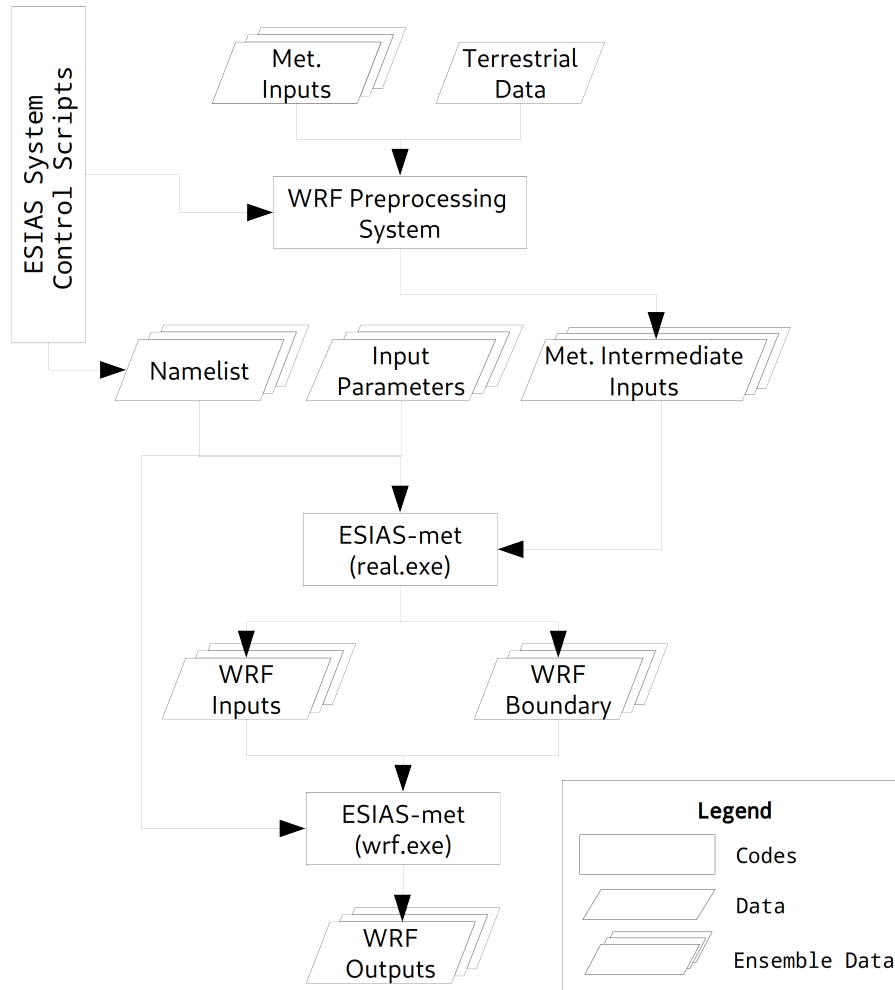 ESIAS System
Control Scripts
Met.
Inputs
Terrestrial
Data
WRF Preprocessing
System
Namelist
Input
Parameters
Met. Intermediate
Inputs
ESIAS-met
(real.exe)
WRF
Inputs
WRF
Boundary
ESIAS-met
(wrf.exe)
WRF
Outputs
Legend
Codes
Data
Ensemble Data